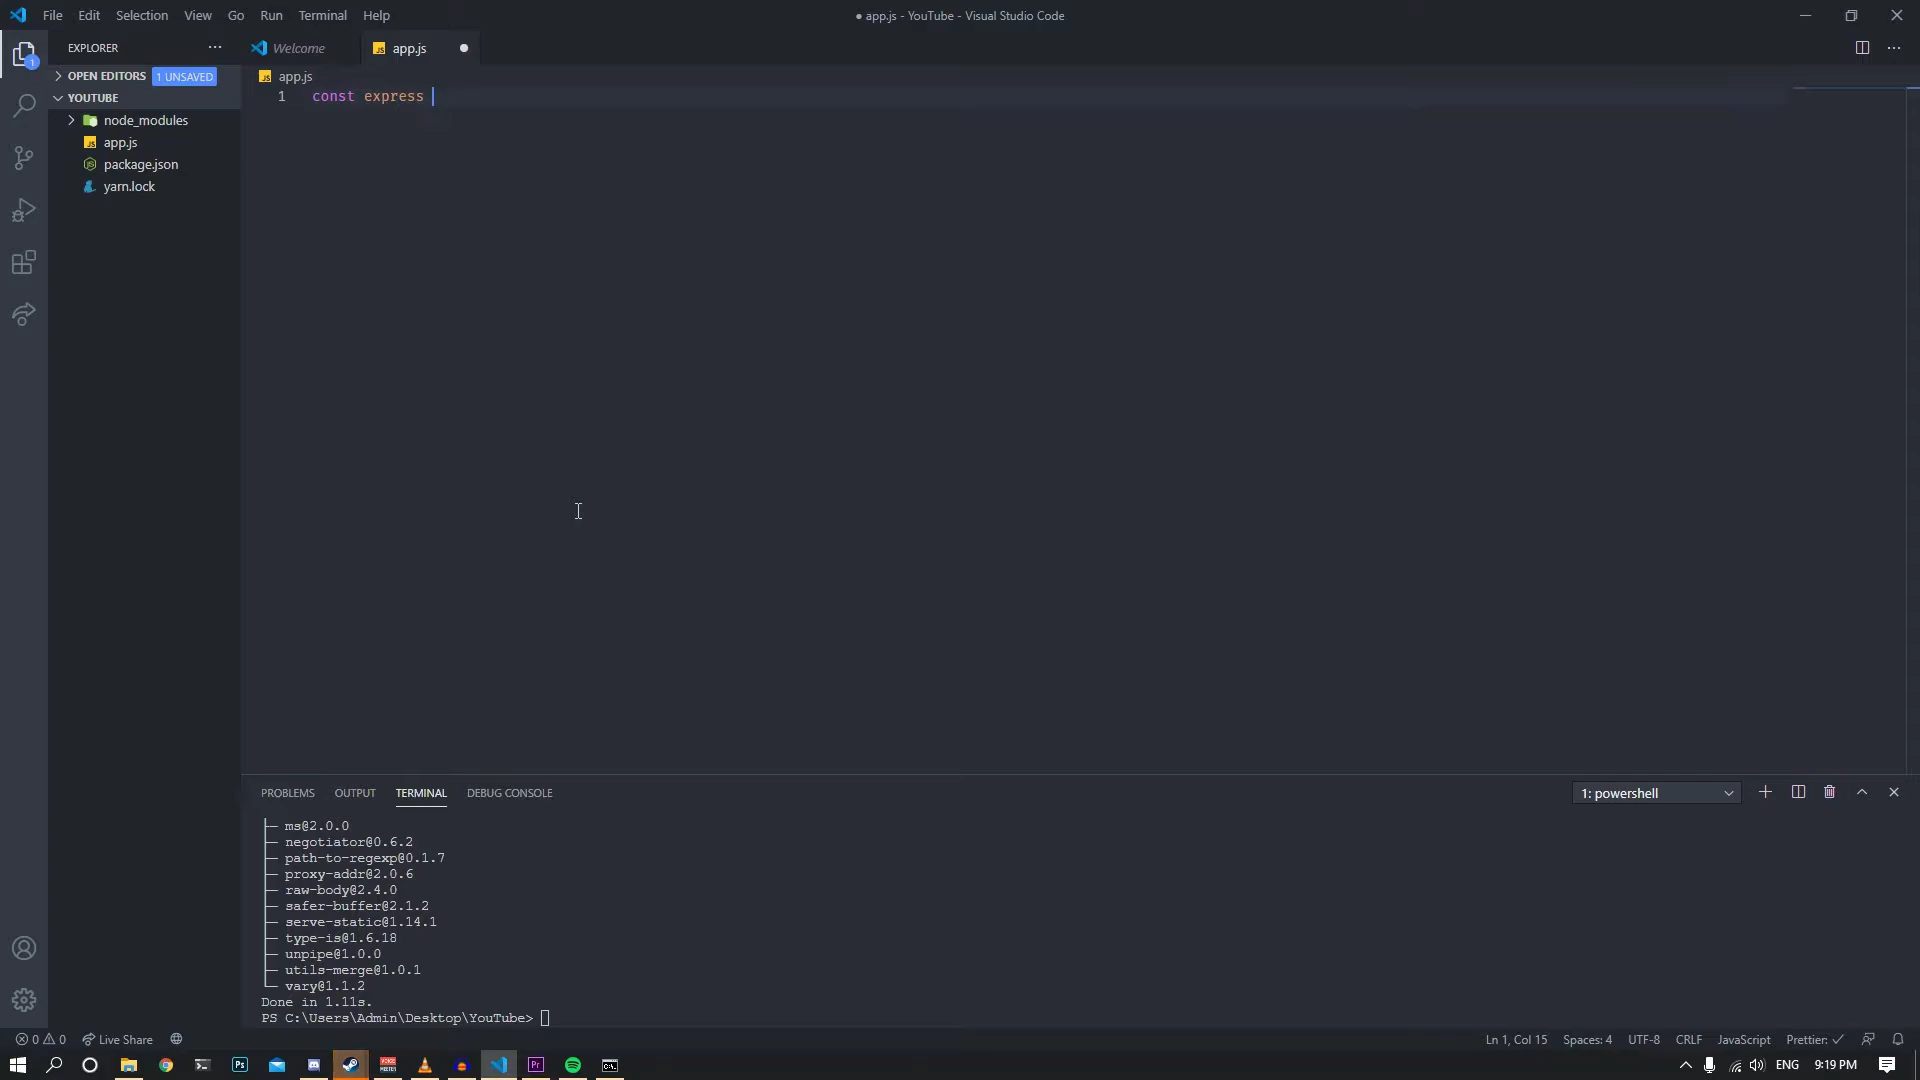 File Edit Selection View Go Run Terminal Help
● app.js - YouTube - Visual Studio Code
EXPLORER
Welcome
JS app.js
1
OPEN EDITORS 1 UNSAVED
JS app.js
YOUTUBE
1 const express
node_modules
JS app.js
package.json
yarn.lock
PROBLEMS OUTPUT TERMINAL DEBUG CONSOLE
1: powershell
├─ ms@2.0.0
├─ negotiator@0.6.2
├─ path-to-regexp@0.1.7
├─ proxy-addr@2.0.6
├─ raw-body@2.4.0
├─ safer-buffer@2.1.2
├─ serve-static@1.14.1
├─ type-is@1.6.18
├─ unpipe@1.0.0
├─ utils-merge@1.0.1
└─ vary@1.1.2
Done in 1.11s.
PS C:\Users\Admin\Desktop\YouTube>
0 0 Live Share
Ln 1, Col 15 Spaces: 4 UTF-8 CRLF JavaScript Prettier: ✓
Ps
Pr
ENG 9:19 PM